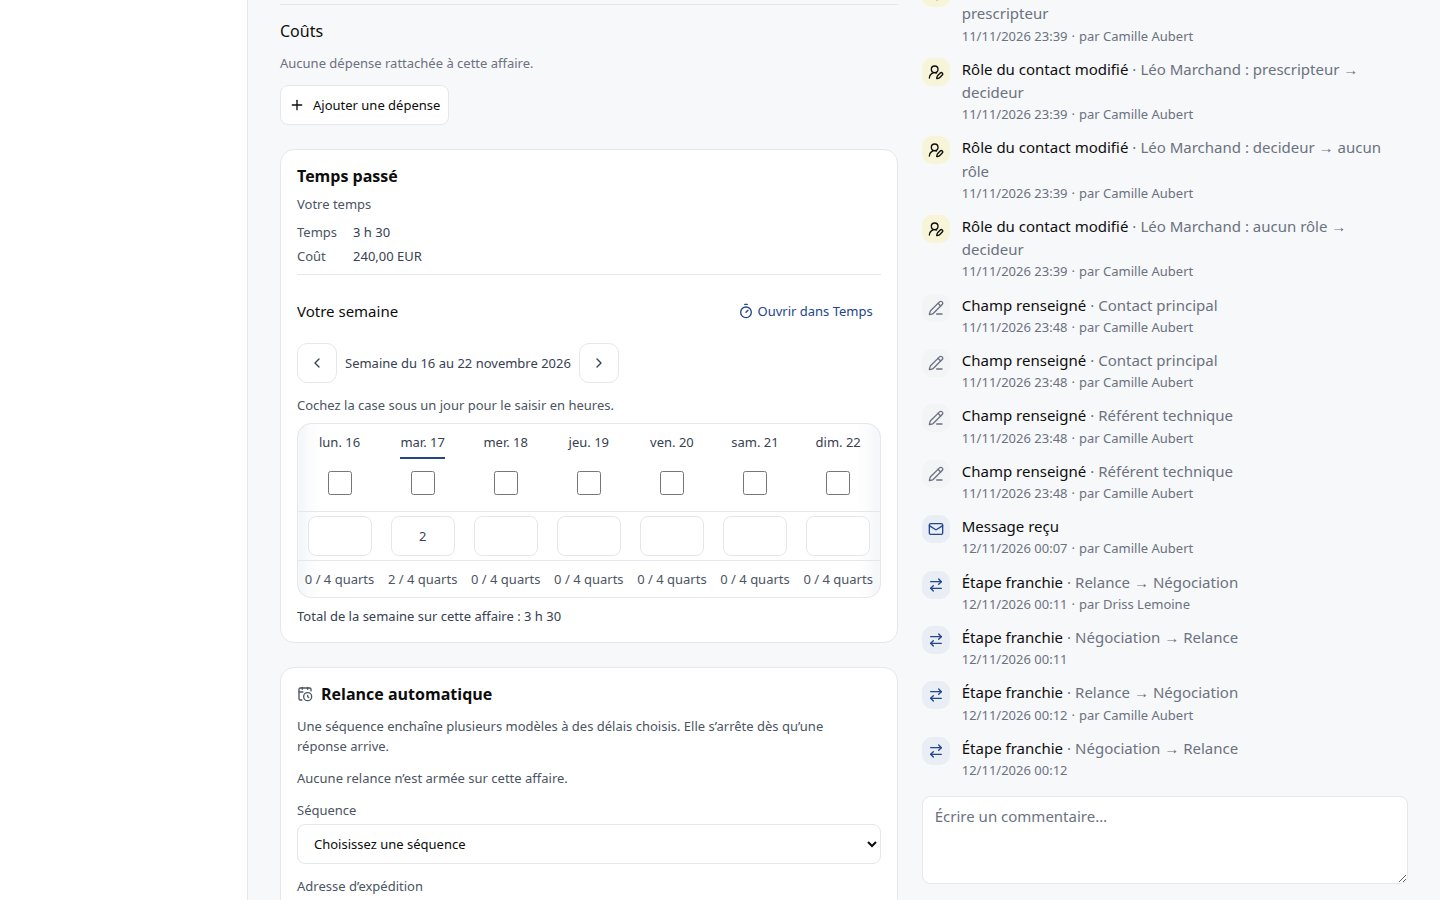 Coûts
Aucune dépense rattachée à cette affaire.
Ajouter une dépense
Temps passé
Votre temps
Temps 3 h 30
Coût 240,00 EUR
Votre semaine
Ouvrir dans Temps
Semaine du 16 au 22 novembre 2026
Cochez la case sous un jour pour le saisir en heures.
lun. 16 mar. 17 mer. 18 jeu. 19 ven. 20 sam. 21 dim. 22
2
0 / 4 quarts 2 / 4 quarts 0 / 4 quarts 0 / 4 quarts 0 / 4 quarts 0 / 4 quarts 0 / 4 quarts
Total de la semaine sur cette affaire : 3 h 30
Relance automatique
Une séquence enchaîne plusieurs modèles à des délais choisis. Elle s’arrête dès qu’une
réponse arrive.
Aucune relance n’est armée sur cette affaire.
Séquence
Choisissez une séquence
Adresse d’expédition
prescripteur
11/11/2026 23:39 · par Camille Aubert
Rôle du contact modifié · Léo Marchand : prescripteur →
decideur
11/11/2026 23:39 · par Camille Aubert
Rôle du contact modifié · Léo Marchand : decideur → aucun
rôle
11/11/2026 23:39 · par Camille Aubert
Rôle du contact modifié · Léo Marchand : aucun rôle →
decideur
11/11/2026 23:39 · par Camille Aubert
Champ renseigné · Contact principal
11/11/2026 23:48 · par Camille Aubert
Champ renseigné · Contact principal
11/11/2026 23:48 · par Camille Aubert
Champ renseigné · Référent technique
11/11/2026 23:48 · par Camille Aubert
Champ renseigné · Référent technique
11/11/2026 23:48 · par Camille Aubert
Message reçu
12/11/2026 00:07 · par Camille Aubert
Étape franchie · Relance → Négociation
12/11/2026 00:11 · par Driss Lemoine
Étape franchie · Négociation → Relance
12/11/2026 00:11
Étape franchie · Relance → Négociation
12/11/2026 00:12 · par Camille Aubert
Étape franchie · Négociation → Relance
12/11/2026 00:12
Écrire un commentaire...